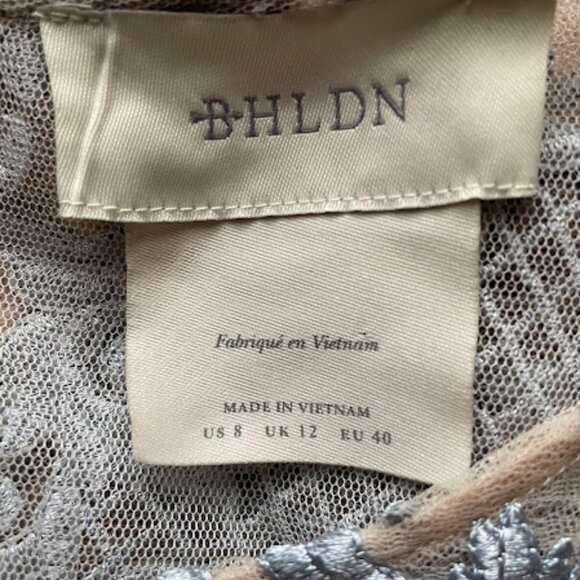 BHLDN
Fabriqué en Vietnam
MADE IN VIETNAM
US 8 UK 12 EU 40